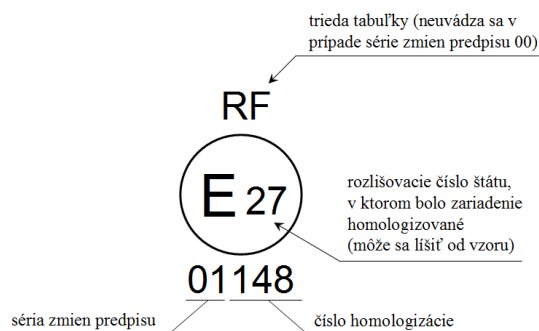 trieda tabuľky (neuvádza sa v
prípade série zmien predpisu 00)
RF
E 27
rozlišovacie číslo štátu,
v ktorom bolo zariadenie
homologizované
(môže sa líšiť od vzoru)
01148
séria zmien predpisu
číslo homologizácie